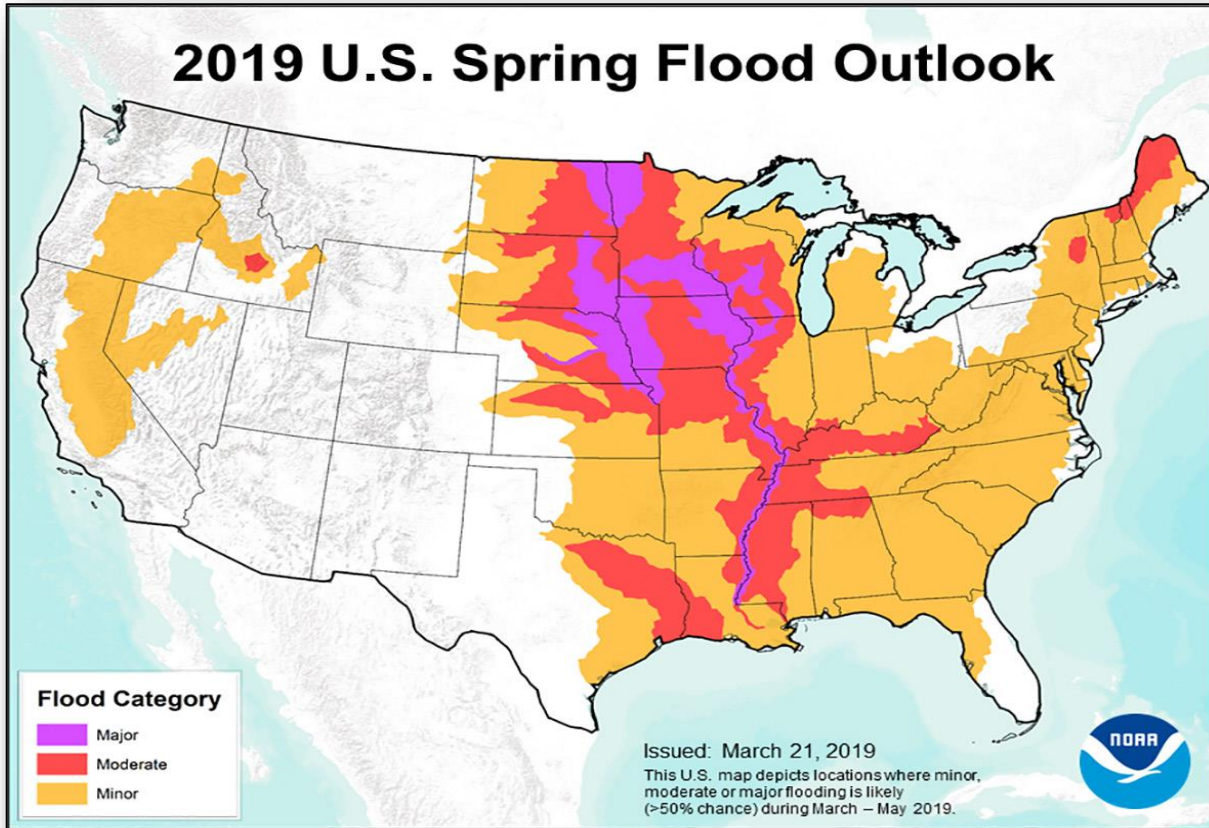 2019 U.S. Spring Flood Outlook
Flood Category
Major
Moderate
Minor
Issued: March 21, 2019
This U.S. map depicts locations where minor,
moderate or major flooding is likely
(>50% chance) during March – May 2019.
NOAA